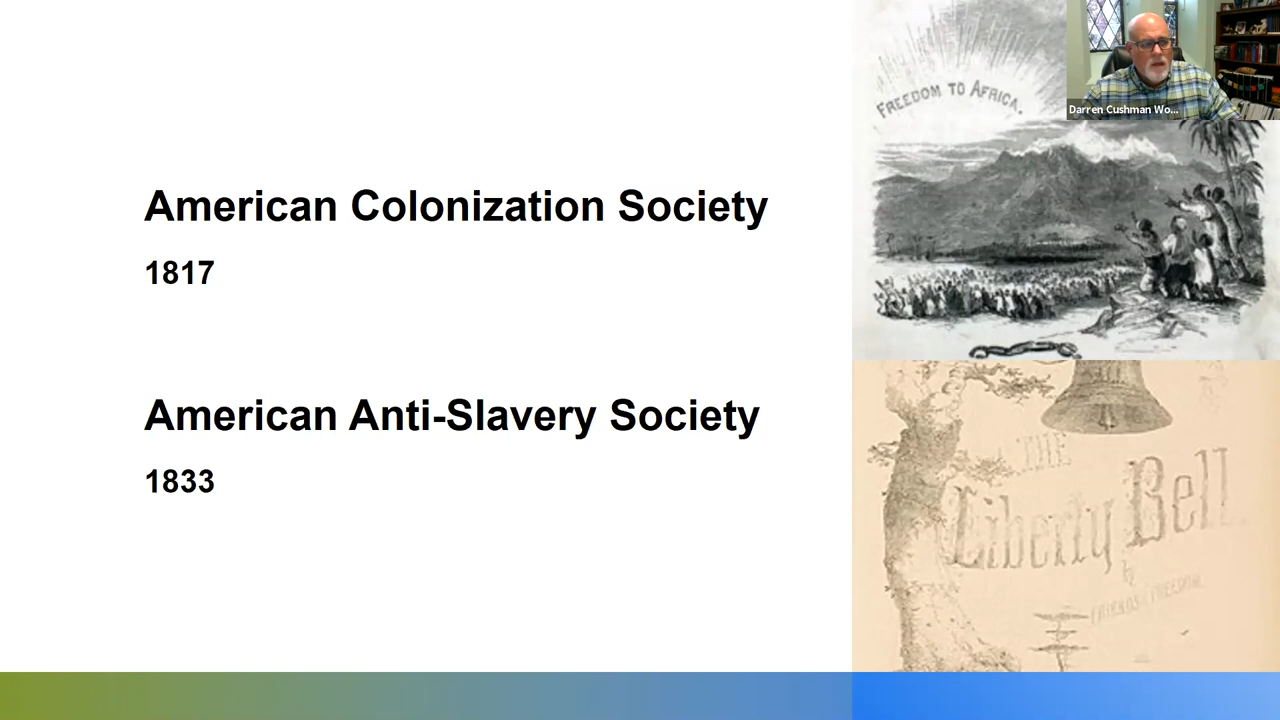 American Colonization Society
1817
American Anti-Slavery Society
1833
FREEDOM TO AFRICA.
Darren Cushman Wo...
THE
Liberty Bell
by
FRIENDS of FREEDOM.